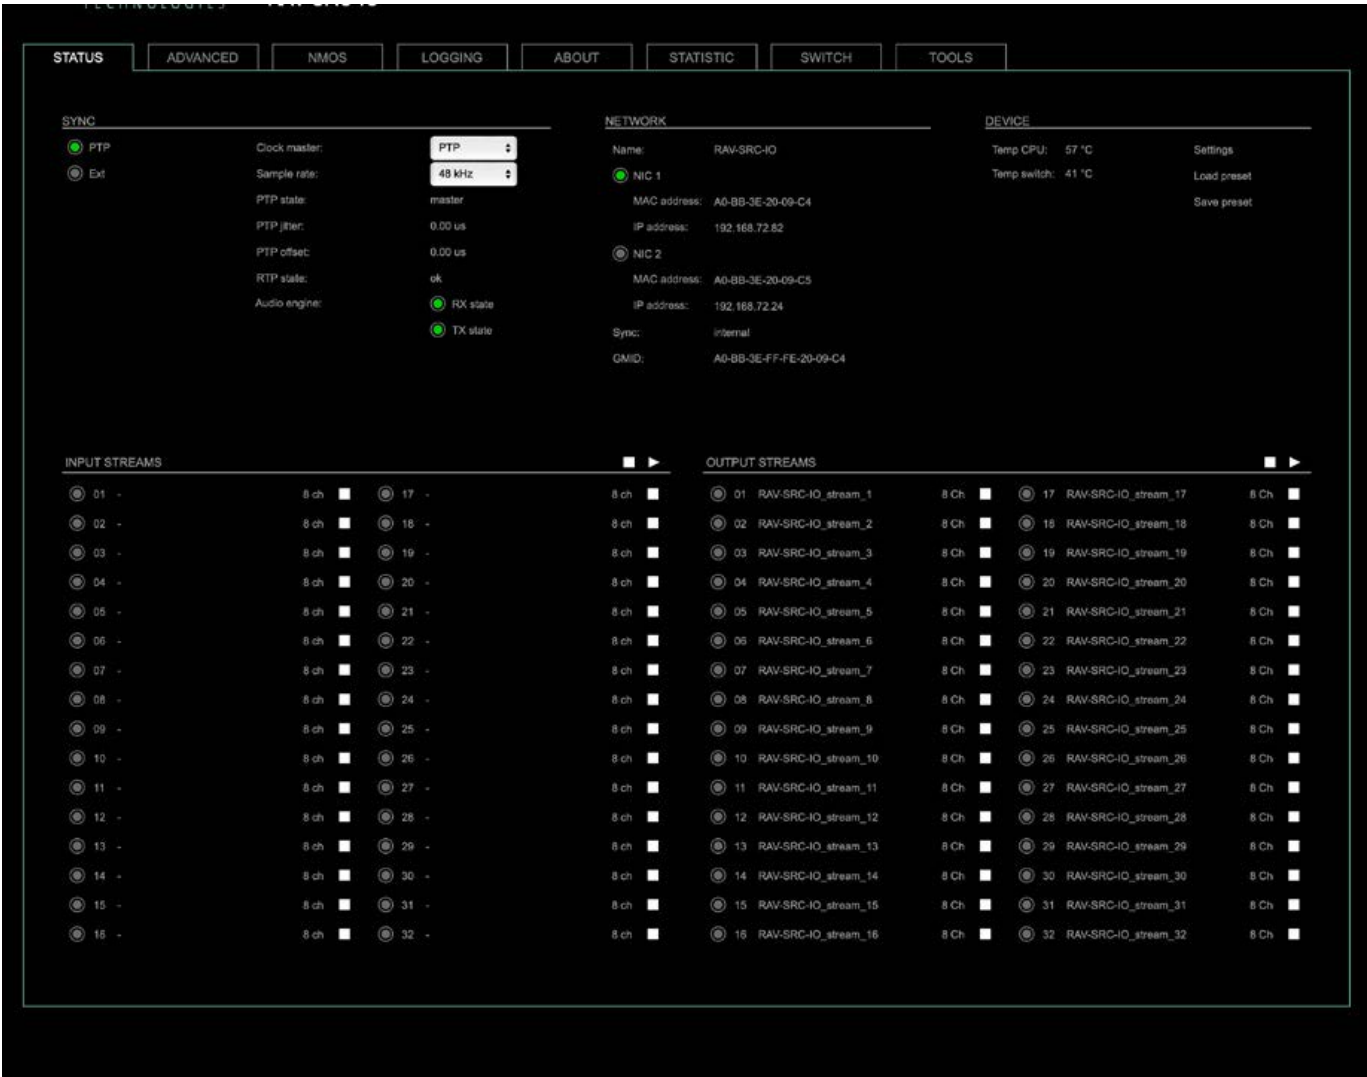 TECHNOLOGIES
STATUS ADVANCED NMOS LOGGING ABOUT STATISTIC SWITCH TOOLS
SYNC
PTP
Ext
Clock master: PTP
Sample rate: 48 kHz
PTP state: master
PTP jitter: 0.00 us
PTP offset: 0.00 us
RTP state: ok
Audio engine: RX state
TX state
NETWORK
Name: RAV-SRC-IO
NIC 1
MAC address: A0-BB-3E-20-09-C4
IP address: 192.168.72.82
NIC 2
MAC address: A0-BB-3E-20-09-C5
IP address: 192.168.72.24
Sync: internal
GMID: A0-BB-3E-FF-FE-20-09-C4
DEVICE
Temp CPU: 57 °C
Temp switch: 41 °C
Settings
Load preset
Save preset
INPUT STREAMS
01 - 8 ch 17 - 8 ch
02 - 8 ch 18 - 8 ch
03 - 8 ch 19 - 8 ch
04 - 8 ch 20 - 8 ch
05 - 8 ch 21 - 8 ch
06 - 8 ch 22 - 8 ch
07 - 8 ch 23 - 8 ch
08 - 8 ch 24 - 8 ch
09 - 8 ch 25 - 8 ch
10 - 8 ch 26 - 8 ch
11 - 8 ch 27 - 8 ch
12 - 8 ch 28 - 8 ch
13 - 8 ch 29 - 8 ch
14 - 8 ch 30 - 8 ch
15 - 8 ch 31 - 8 ch
16 - 8 ch 32 - 8 ch
OUTPUT STREAMS
01 RAV-SRC-IO_stream_1 8 Ch 17 RAV-SRC-IO_stream_17 8 Ch
02 RAV-SRC-IO_stream_2 8 Ch 18 RAV-SRC-IO_stream_18 8 Ch
03 RAV-SRC-IO_stream_3 8 Ch 19 RAV-SRC-IO_stream_19 8 Ch
04 RAV-SRC-IO_stream_4 8 Ch 20 RAV-SRC-IO_stream_20 8 Ch
05 RAV-SRC-IO_stream_5 8 Ch 21 RAV-SRC-IO_stream_21 8 Ch
06 RAV-SRC-IO_stream_6 8 Ch 22 RAV-SRC-IO_stream_22 8 Ch
07 RAV-SRC-IO_stream_7 8 Ch 23 RAV-SRC-IO_stream_23 8 Ch
08 RAV-SRC-IO_stream_8 8 Ch 24 RAV-SRC-IO_stream_24 8 Ch
09 RAV-SRC-IO_stream_9 8 Ch 25 RAV-SRC-IO_stream_25 8 Ch
10 RAV-SRC-IO_stream_10 8 Ch 26 RAV-SRC-IO_stream_26 8 Ch
11 RAV-SRC-IO_stream_11 8 Ch 27 RAV-SRC-IO_stream_27 8 Ch
12 RAV-SRC-IO_stream_12 8 Ch 28 RAV-SRC-IO_stream_28 8 Ch
13 RAV-SRC-IO_stream_13 8 Ch 29 RAV-SRC-IO_stream_29 8 Ch
14 RAV-SRC-IO_stream_14 8 Ch 30 RAV-SRC-IO_stream_30 8 Ch
15 RAV-SRC-IO_stream_15 8 Ch 31 RAV-SRC-IO_stream_31 8 Ch
16 RAV-SRC-IO_stream_16 8 Ch 32 RAV-SRC-IO_stream_32 8 Ch